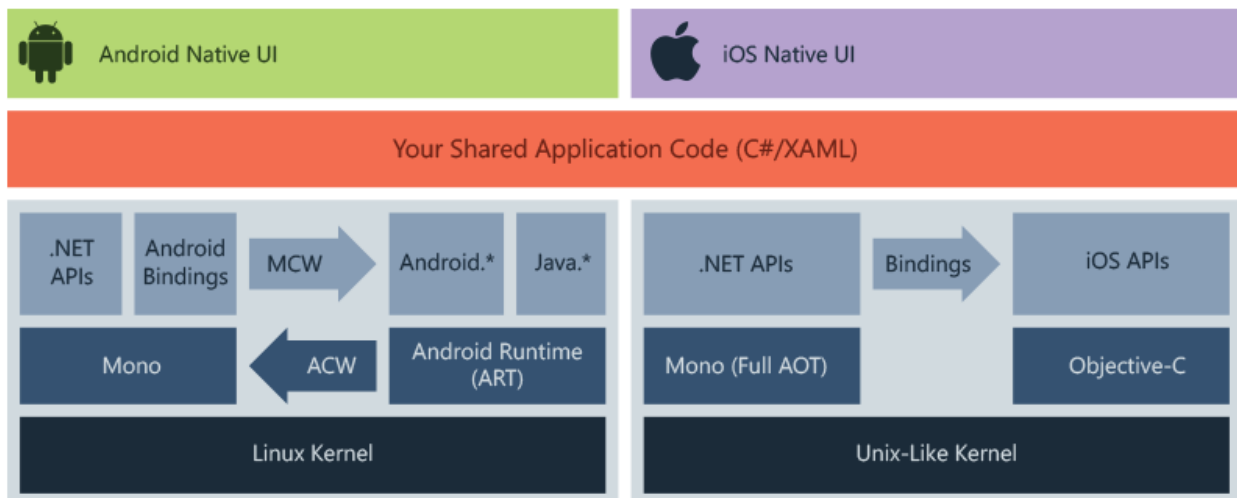 Android Native UI
iOS Native UI
Your Shared Application Code (C#/XAML)
.NET
APIs
Android
Bindings
MCW
Android.*
Java.*
Mono
ACW
Android Runtime
(ART)
Linux Kernel
.NET APIs
Bindings
iOS APIs
Mono (Full AOT)
Objective-C
Unix-Like Kernel